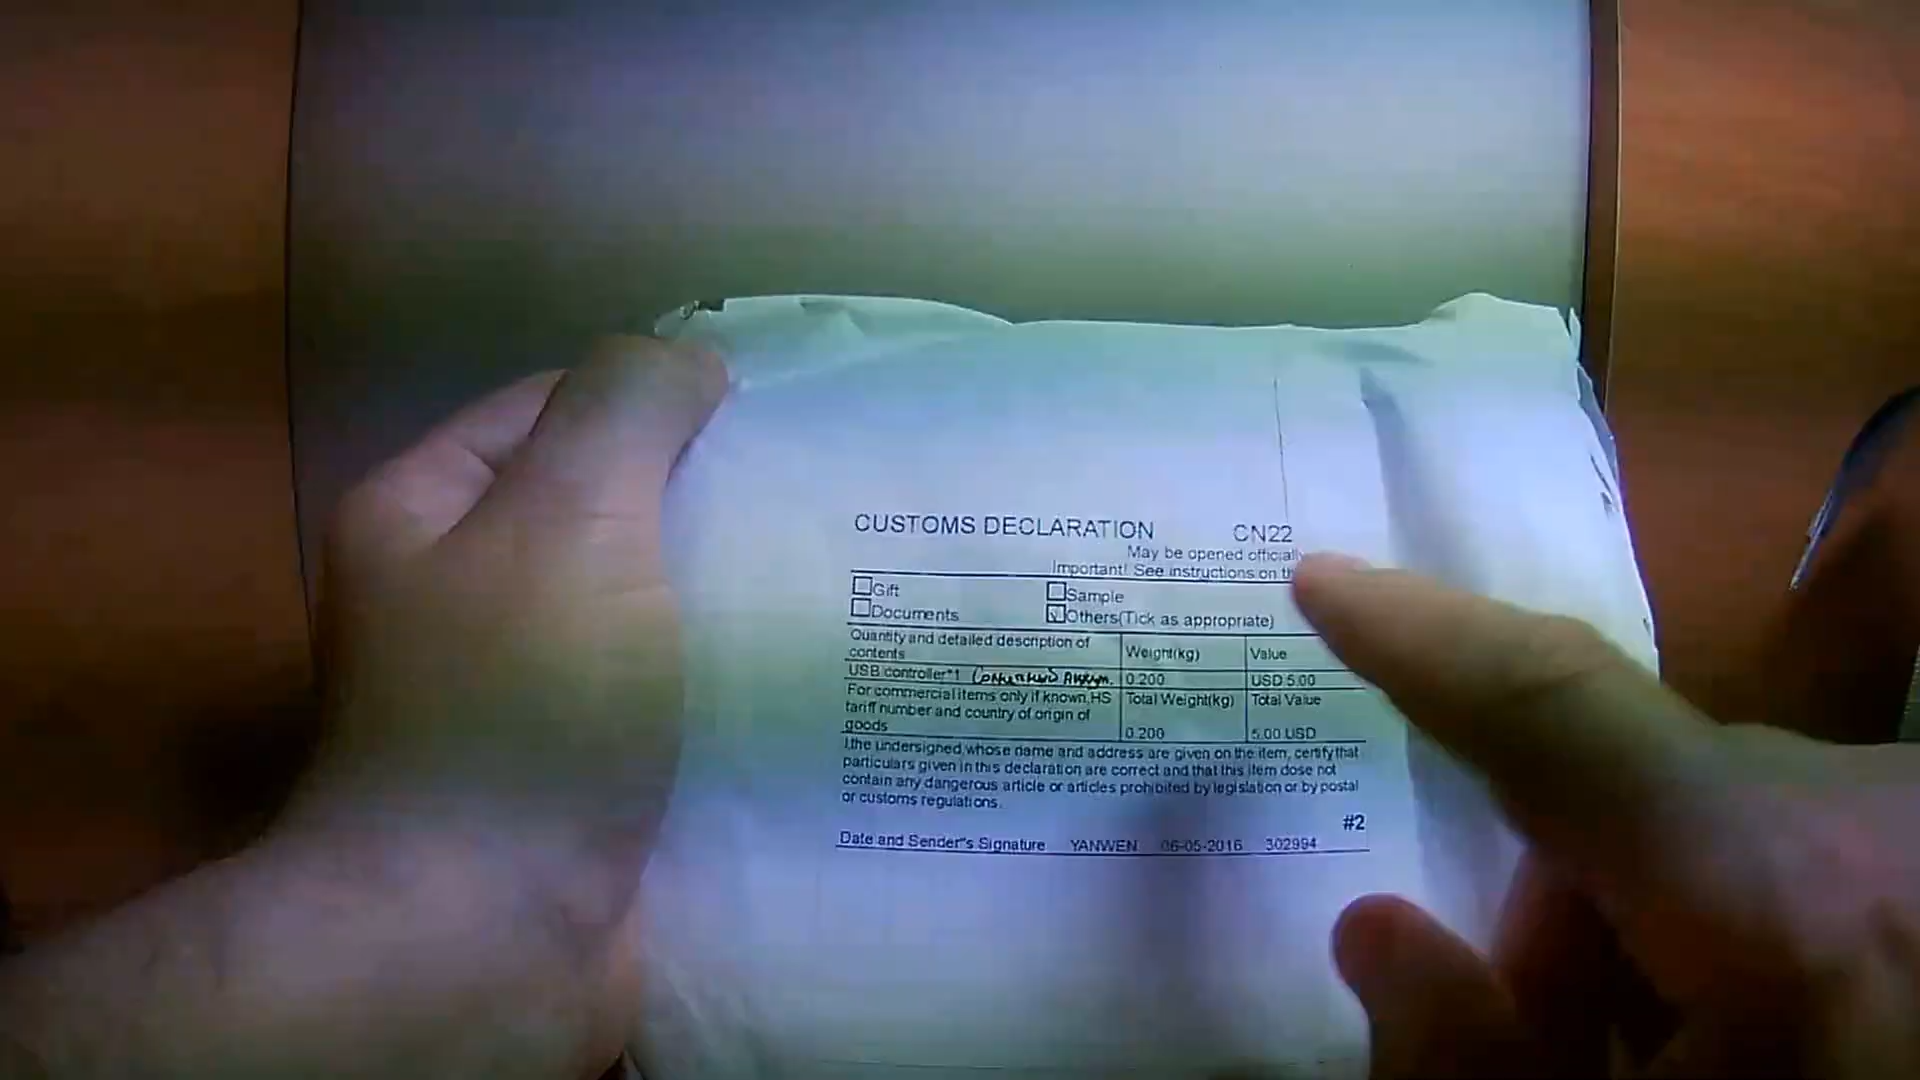 CUSTOMS DECLARATION CN22
May be opened officially
Important! See instructions on th
Gift Sample
Documents Others(Tick as appropriate)
Quantity and detailed description of contents Weight(kg) Value
USB controller*1 0.200 USD 5.00
For commercial items only if known,HS tariff number and country of origin of goods Total Weight(kg) Total Value
0.200 5.00 USD
I,the undersigned,whose name and address are given on the item, certify that
particulars given in this declaration are correct and that this item dose not
contain any dangerous article or articles prohibited by legislation or by postal
or customs regulations.
#2
Date and Sender"s Signature YANWEN 06-05-2016 302994